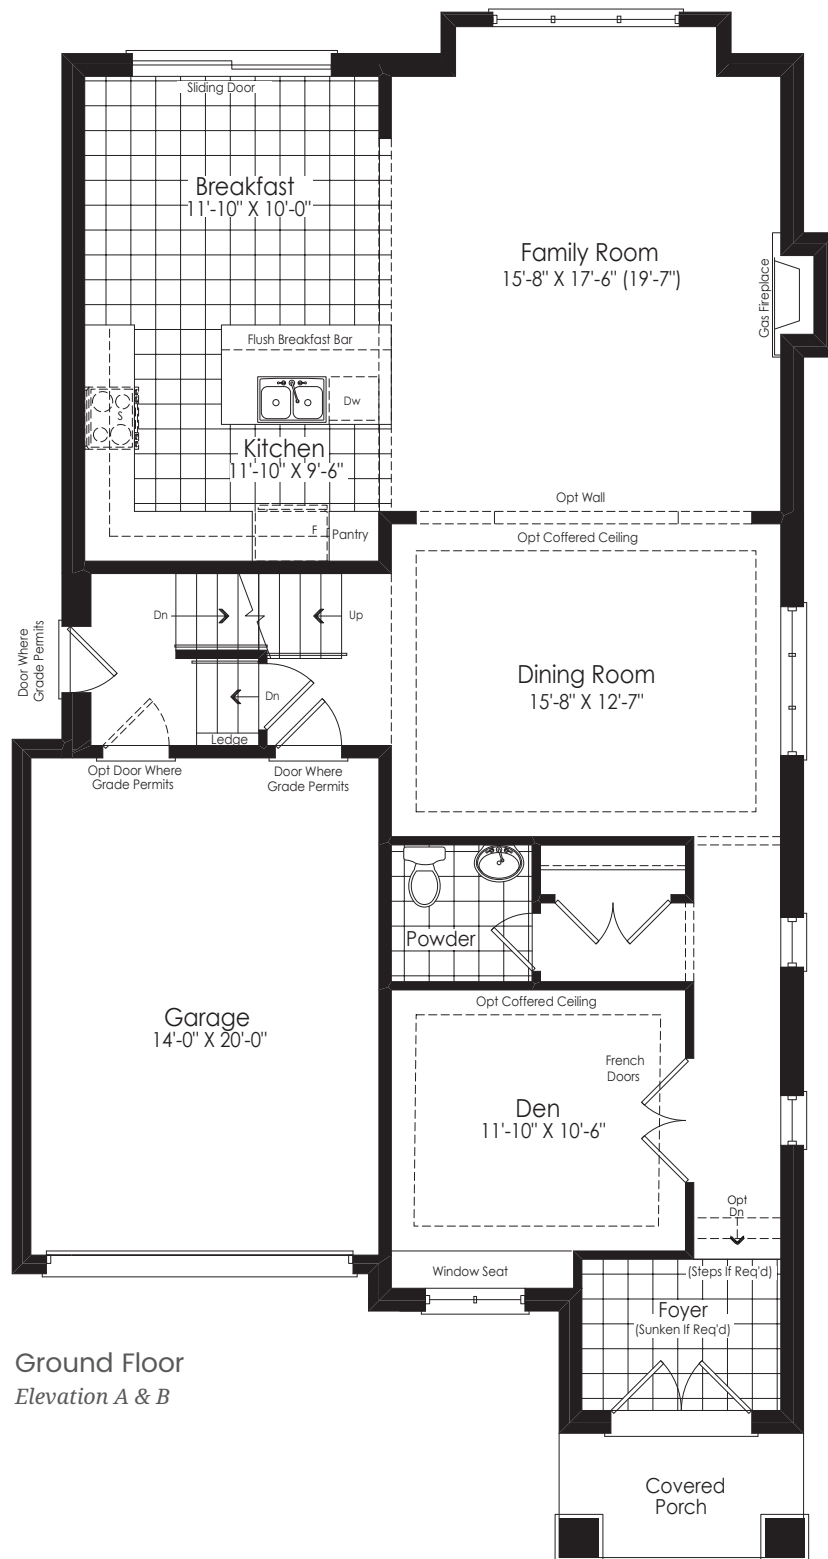 Sliding Door
Breakfast
11'-10" X 10'-0"
Family Room
15'-8" X 17'-6" (19'-7")
Gas Fireplace
Flush Breakfast Bar
Dw
S
Kitchen
11'-10" X 9'-6"
F
Pantry
Opt Wall
Opt Coffered Ceiling
Dn
Up
Door Where
Grade Permits
Dn
Ledge
Dining Room
15'-8" X 12'-7"
Opt Door Where
Grade Permits
Door Where
Grade Permits
Powder
Opt Coffered Ceiling
Garage
14'-0" X 20'-0"
French
Doors
Den
11'-10" X 10'-6"
Opt
Dn
Window Seat
(Steps If Req'd)
Foyer
(Sunken If Req'd)
Ground Floor
Elevation A & B
Covered
Porch